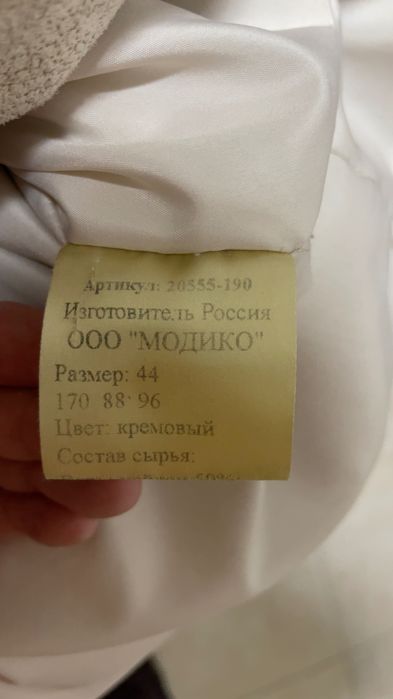 Артикул: 20555-190
Изготовитель Россия
ООО "МОДИКО"
Размер: 44
170 88 96
Цвет: кремовый
Состав сырья: